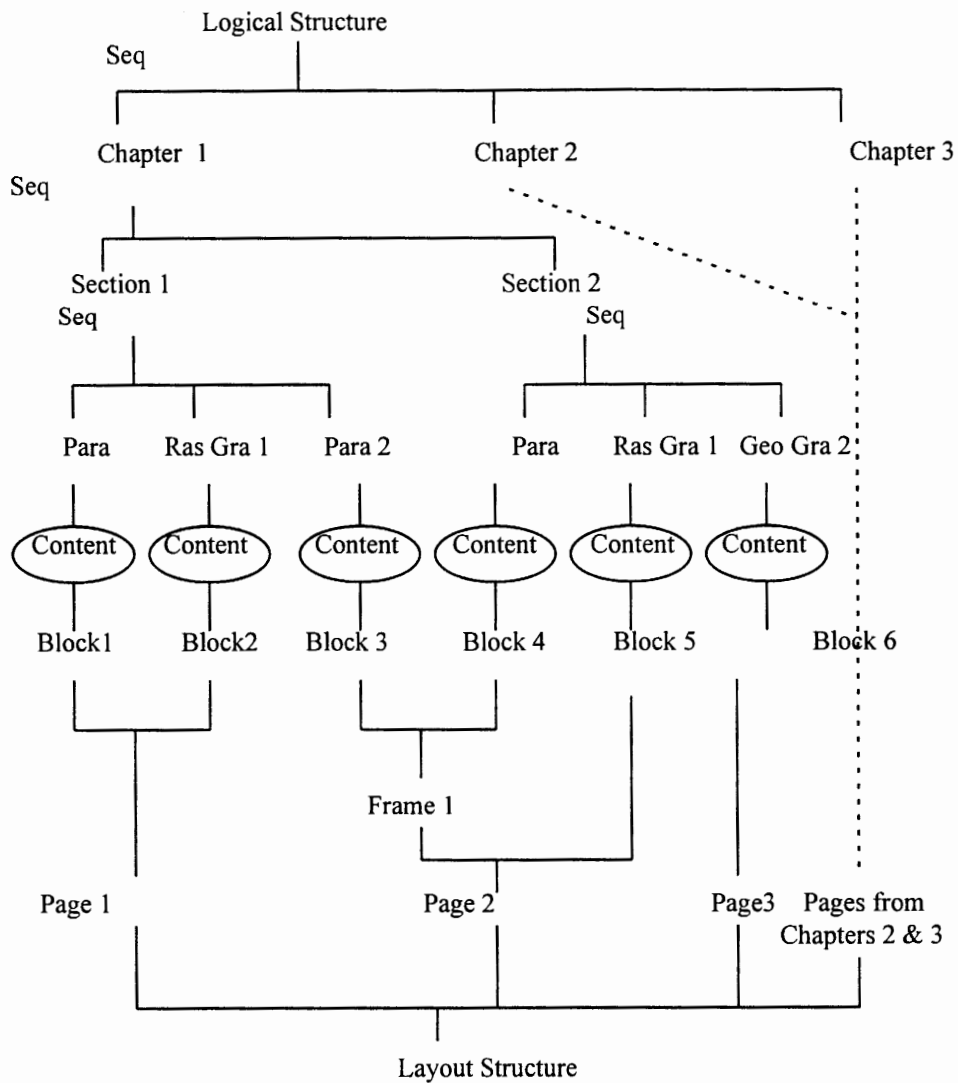 Logical Structure
Seq
Chapter 1 Chapter 2 Chapter 3
Seq
Section 1 Section 2
Seq Seq
Para Ras Gra 1 Para 2 Para Ras Gra 1 Geo Gra 2
Content Content Content Content Content Content
Block1 Block2 Block 3 Block 4 Block 5 Block 6
Frame 1
Page 1 Page 2 Page3 Pages from
Chapters 2 & 3
Layout Structure